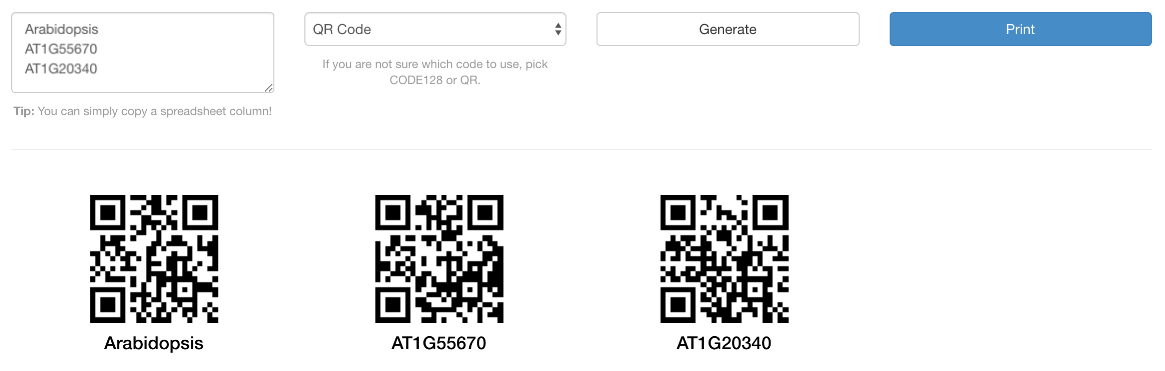 Arabidopsis
AT1G55670
AT1G20340
QR Code
Generate
Print
If you are not sure which code to use, pick
CODE128 or QR.
Tip: You can simply copy a spreadsheet column!
Arabidopsis
AT1G55670
AT1G20340